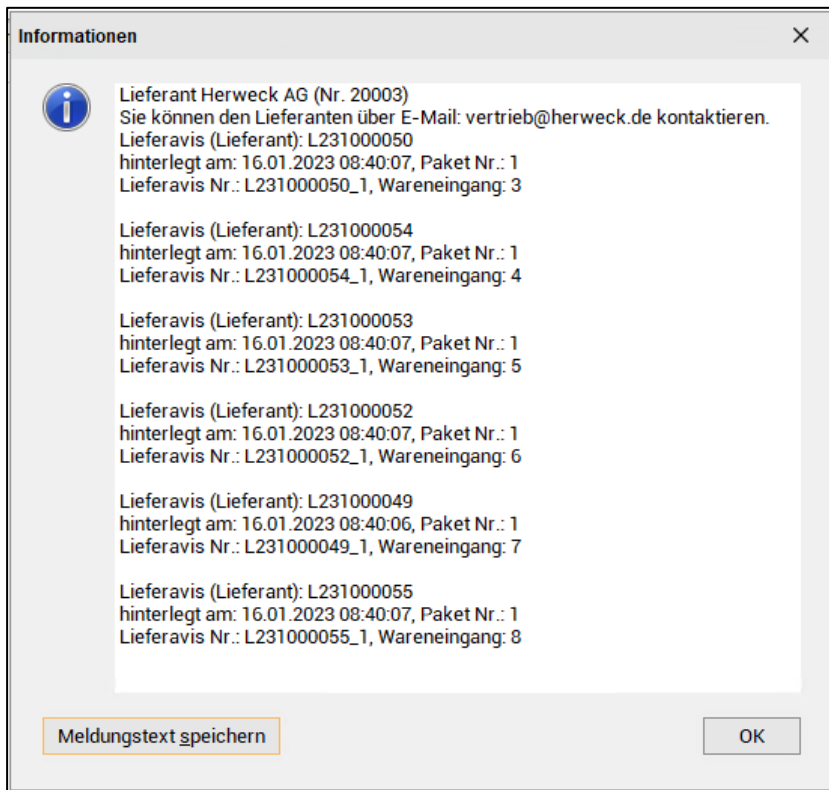 Informationen
Lieferant Herweck AG (Nr. 20003)
Sie können den Lieferanten über E-Mail: vertrieb@herweck.de kontaktieren.
Lieferavis (Lieferant): L231000050
hinterlegt am: 16.01.2023 08:40:07, Paket Nr.: 1
Lieferavis Nr.: L231000050_1, Wareneingang: 3
Lieferavis (Lieferant): L231000054
hinterlegt am: 16.01.2023 08:40:07, Paket Nr.: 1
Lieferavis Nr.: L231000054_1, Wareneingang: 4
Lieferavis (Lieferant): L231000053
hinterlegt am: 16.01.2023 08:40:07, Paket Nr.: 1
Lieferavis Nr.: L231000053_1, Wareneingang: 5
Lieferavis (Lieferant): L231000052
hinterlegt am: 16.01.2023 08:40:07, Paket Nr.: 1
Lieferavis Nr.: L231000052_1, Wareneingang: 6
Lieferavis (Lieferant): L231000049
hinterlegt am: 16.01.2023 08:40:06, Paket Nr.: 1
Lieferavis Nr.: L231000049_1, Wareneingang: 7
Lieferavis (Lieferant): L231000055
hinterlegt am: 16.01.2023 08:40:07, Paket Nr.: 1
Lieferavis Nr.: L231000055_1, Wareneingang: 8
Meldungstext speichern
OK